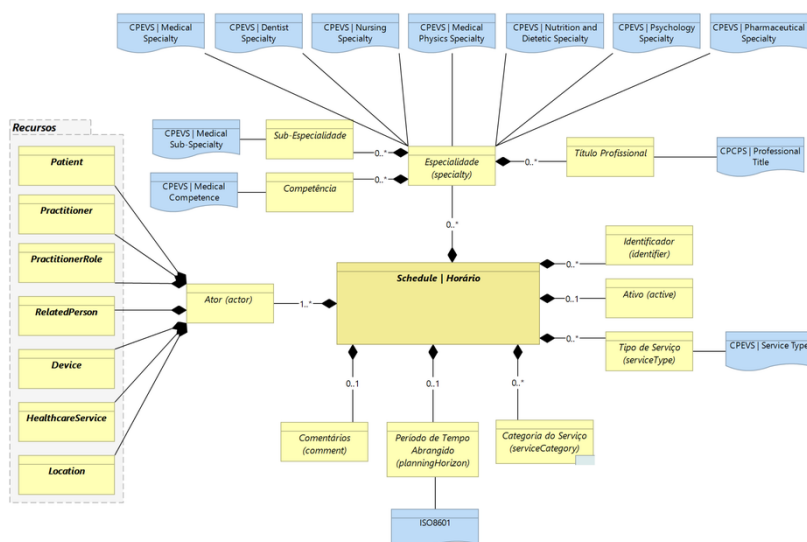 CPEVS | Medical
Specialty
CPEVS | Dentist
Specialty
CPEVS | Nursing
Specialty
CPEVS | Medical
Physics Specialty
CPEVS | Nutrition and
Dietetic Specialty
CPEVS | Psychology
Specialty
CPEVS | Pharmaceutical
Specialty
Recursos
Patient
Practitioner
PractitionerRole
RelatedPerson
Device
HealthcareService
Location
CPEVS | Medical
Sub-Specialty
Sub-Especialidade
0..*
CPEVS | Medical
Competence
Competência
0..*
Especialidade
(specialty)
0..*
Título Profissional
CPCPS | Professional
Title
0..*
Ator (actor)
1..*
Schedule | Horário
0..*
Identificador
(identifier)
0..1
Ativo (active)
0..*
Tipo de Serviço
(serviceType)
CPEVS | Service Type
0..1
0..1
0..*
Comentários
(comment)
Período de Tempo
Abrangido
(planningHorizon)
Categoria do Serviço
(serviceCategory)
ISO8601